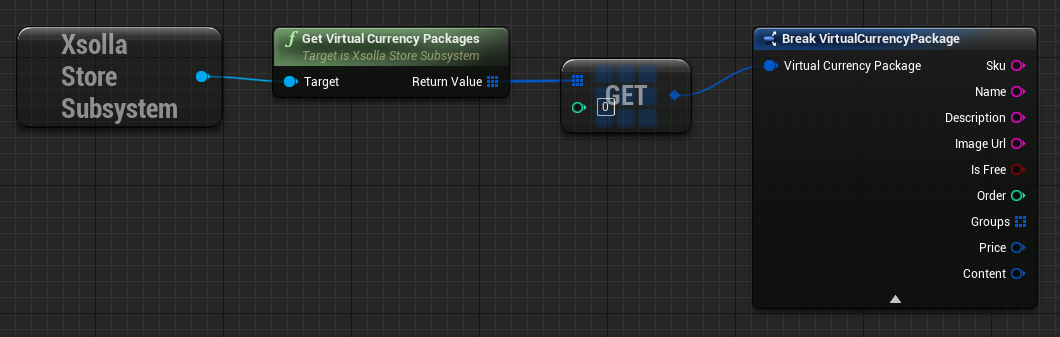 Xsolla
Store
Subsystem
f Get Virtual Currency Packages
Target is Xsolla Store Subsystem
Target Return Value
GET
0
Break VirtualCurrencyPackage
Virtual Currency Package Sku
Name
Description
Image Url
Is Free
Order
Groups
Price
Content